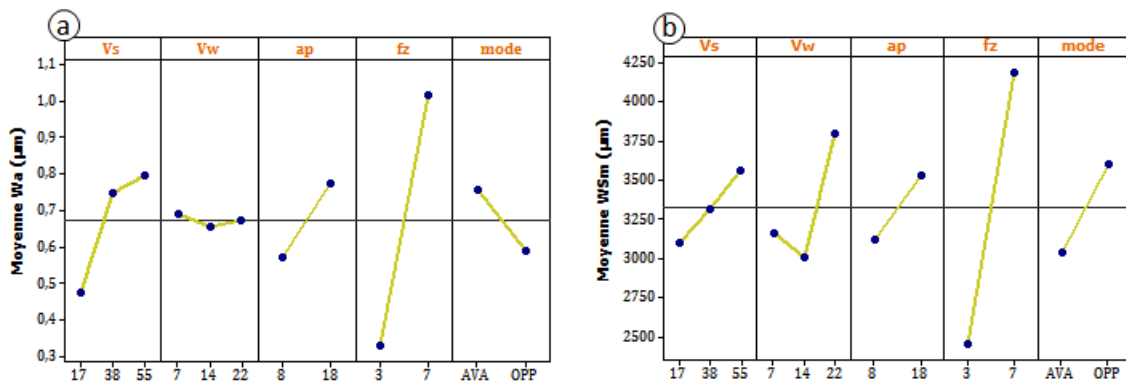 a
Vs Vw ap fz mode
Moyenne Wa (µm)
1,1
1,0
0,9
0,8
0,7
0,6
0,5
0,4
0,3
17 38 55 7 14 22 8 18 3 7 AVA OPP
b
Vs Vw ap fz mode
Moyenne WSm (µm)
4250
4000
3750
3500
3250
3000
2750
2500
17 38 55 7 14 22 8 18 3 7 AVA OPP